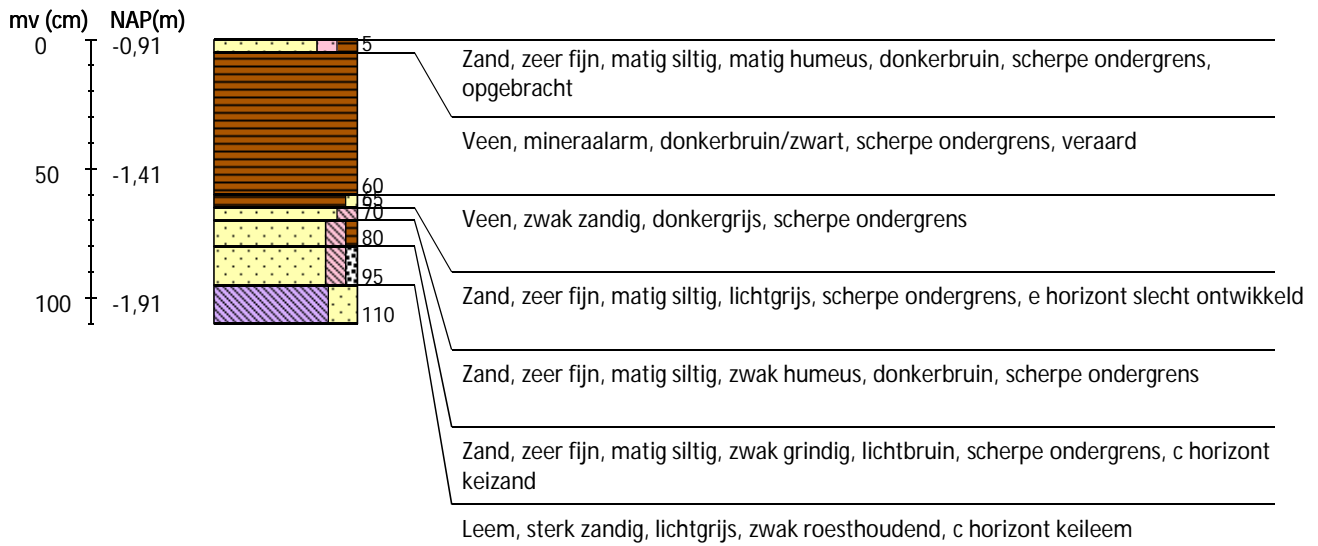 mv (cm) NAP(m)
0 -0,91
5
Zand, zeer fijn, matig siltig, matig humeus, donkerbruin, scherpe ondergrens,
opgebracht
Veen, mineraalarm, donkerbruin/zwart, scherpe ondergrens, veraard
50 -1,41
60
65
Veen, zwak zandig, donkergrijs, scherpe ondergrens
70
80
95
Zand, zeer fijn, matig siltig, lichtgrijs, scherpe ondergrens, e horizont slecht ontwikkeld
100 -1,91
110
Zand, zeer fijn, matig siltig, zwak humeus, donkerbruin, scherpe ondergrens
Zand, zeer fijn, matig siltig, zwak grindig, lichtbruin, scherpe ondergrens, c horizont
keizand
Leem, sterk zandig, lichtgrijs, zwak roesthoudend, c horizont keileem